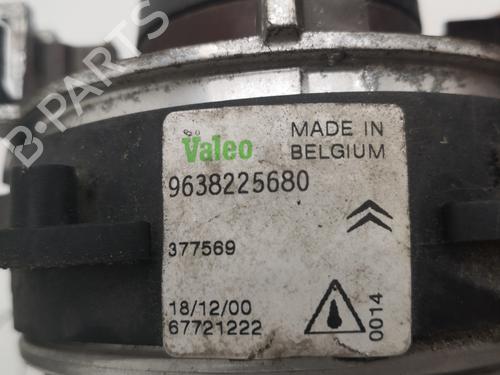 B-PARTS
Valeo
MADE IN
BELGIUM
9638225680
377569
18/12/00
67721222
0014